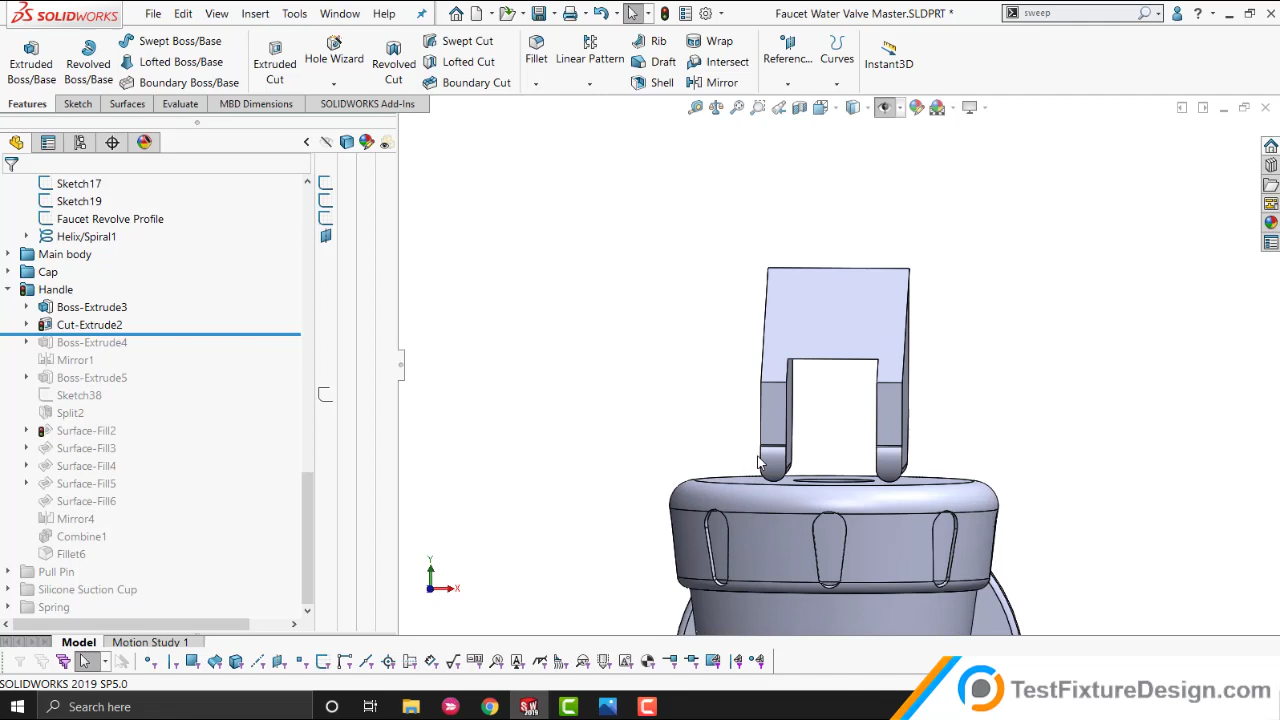 SOLIDWORKS
File Edit View Insert Tools Window Help
Faucet Water Valve Master.SLDPRT *
sweep
Extruded Boss/Base
Revolved Boss/Base
Swept Boss/Base
Lofted Boss/Base
Boundary Boss/Base
Extruded Cut
Hole Wizard
Revolved Cut
Swept Cut
Lofted Cut
Boundary Cut
Fillet
Linear Pattern
Rib
Draft
Shell
Wrap
Intersect
Mirror
Referenc...
Curves
Instant3D
Features Sketch Surfaces Evaluate MBD Dimensions SOLIDWORKS Add-Ins
Sketch17
Sketch19
Faucet Revolve Profile
Helix/Spiral1
Main body
Cap
Handle
Boss-Extrude3
Cut-Extrude2
Boss-Extrude4
Mirror1
Boss-Extrude5
Sketch38
Split2
Surface-Fill2
Surface-Fill3
Surface-Fill4
Surface-Fill5
Surface-Fill6
Mirror4
Combine1
Fillet6
Pull Pin
Silicone Suction Cup
Spring
Y
X
Model Motion Study 1
SOLIDWORKS 2019 SP5.0
Search here
TestFixtureDesign.com